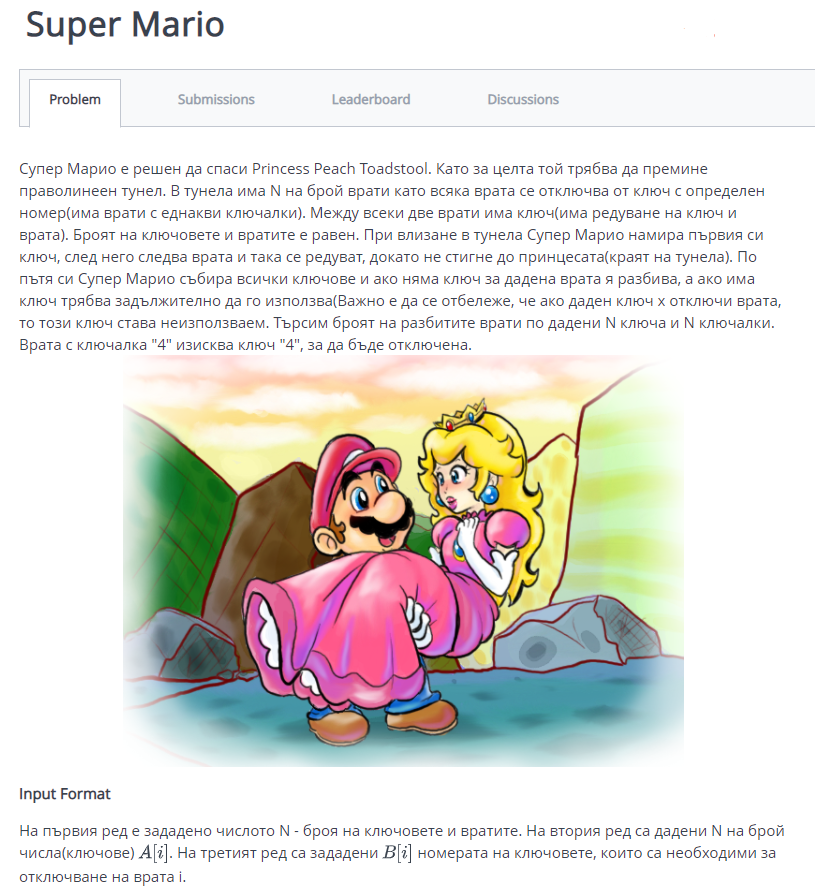 Super Mario
Problem Submissions Leaderboard Discussions
Супер Марио е решен да спаси Princess Peach Toadstool. Като за целта той трябва да премине
праволинеен тунел. В тунела има N на брой врати като всяка врата се отключва от ключ с определен
номер(има врати с еднакви ключалки). Между всеки две врати има ключ(има редуване на ключ и
врата). Броят на ключовете и вратите е равен. При влизане в тунела Супер Марио намира първия си
ключ, след него следва врата и така се редуват, докато не стигне до принцесата(краят на тунела). По
пътя си Супер Марио събира всички ключове и ако няма ключ за дадена врата я разбива, а ако има
ключ трябва задължително да го използва(Важно е да се отбележе, че ако даден ключ x отключи врата,
то този ключ става неизползваем. Търсим броят на разбитите врати по дадени N ключа и N ключалки.
Врата с ключалка "4" изисква ключ "4", за да бъде отключена.
Input Format
На първия ред е зададено числото N - броя на ключовете и вратите. На втория ред са дадени N на брой
числа(ключове) A[i]. На третият ред са зададени B[i] номерата на ключовете, които са необходими за
отключване на врата i.